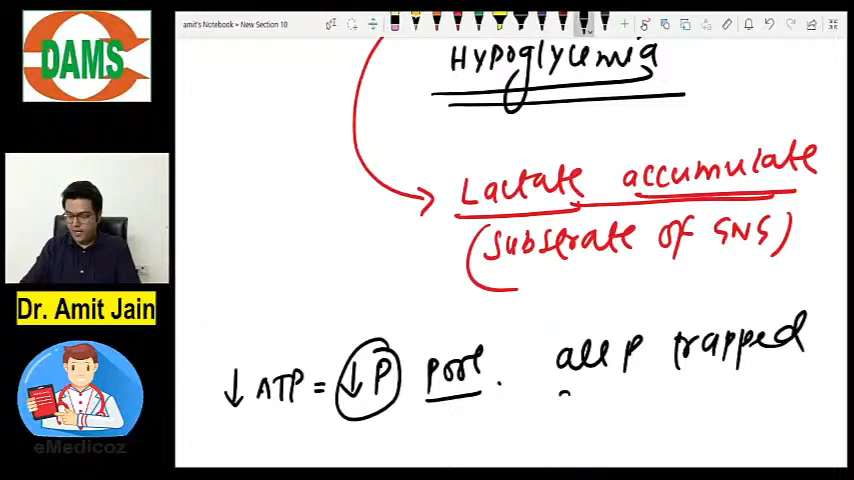 amit's Notebook » New Section 10
DAMS
Hypoglycemia
Lactate accumulate
(Subsrate of GNG)
Dr. Amit Jain
↓ ATP = ↓P pool. all P trapped
eMedicoz